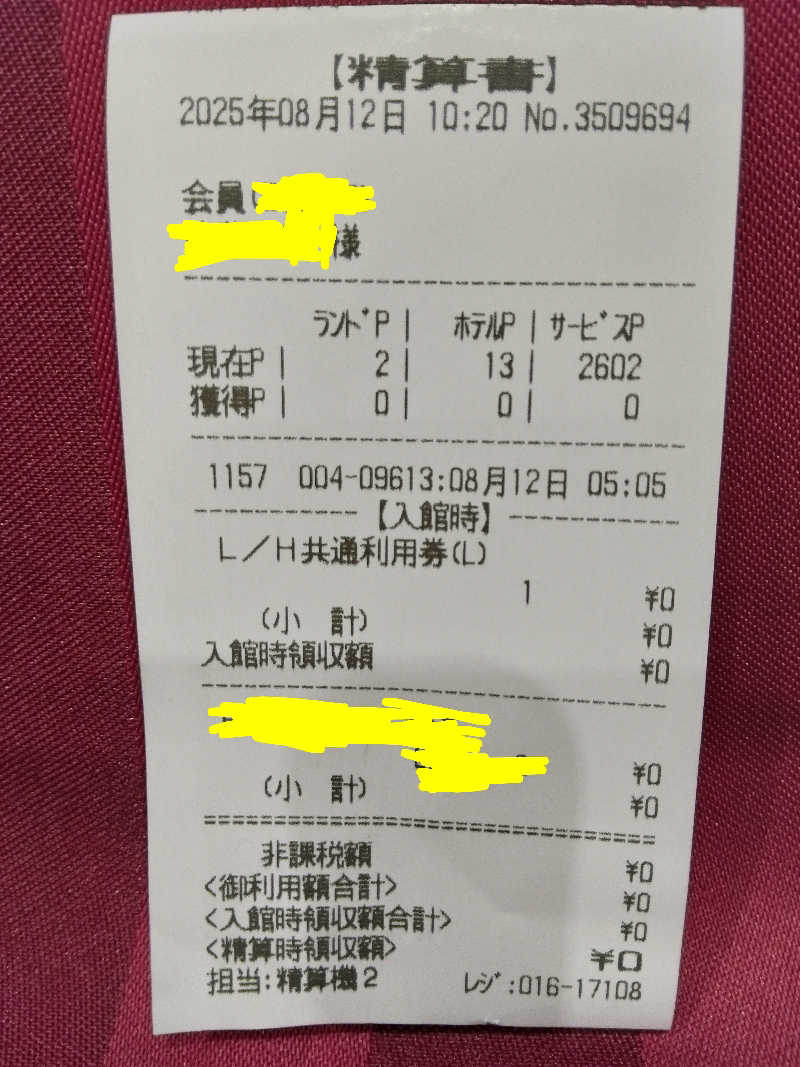 【精算書】
2025年08月12日 10:20 No.3509694
会員(
様
ランドP | ホテルP | サービスP
現在P | 2 | 13 | 2602
獲得P | 0 | 0 | 0
1157 004-09613:08月12日 05:05
【入館時】
L/H共通利用券(L)
1 ¥0
(小 計) ¥0
入館時領収額 ¥0
¥0
(小 計) ¥0
非課税額 ¥0
<御利用額合計> ¥0
<入館時領収額合計> ¥0
<精算時領収額> ¥0
担当:精算機2 レジ:016-17108